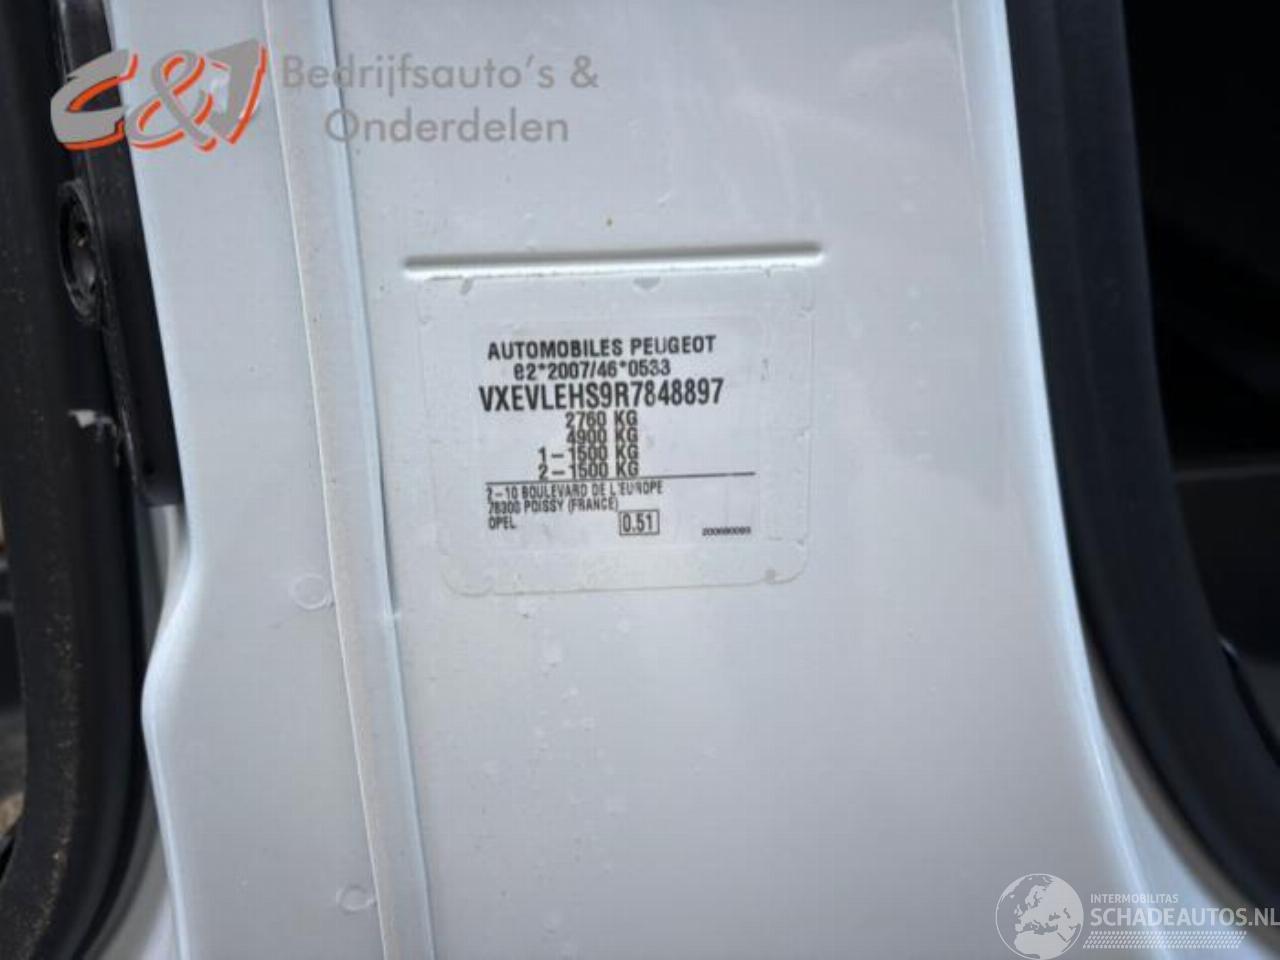 C&J Bedrijfsauto's &
Onderdelen
AUTOMOBILES PEUGEOT
e2*2007/46*0533
VXEVLEHS9R7848897
2760 KG
4900 KG
1-1500 KG
2-1500 KG
2-10 BOULEVARD DE L'EUROPE
78300 POISSY (FRANCE)
OPEL 0.51
INTERMOBILITAS
SCHADEAUTOS.NL